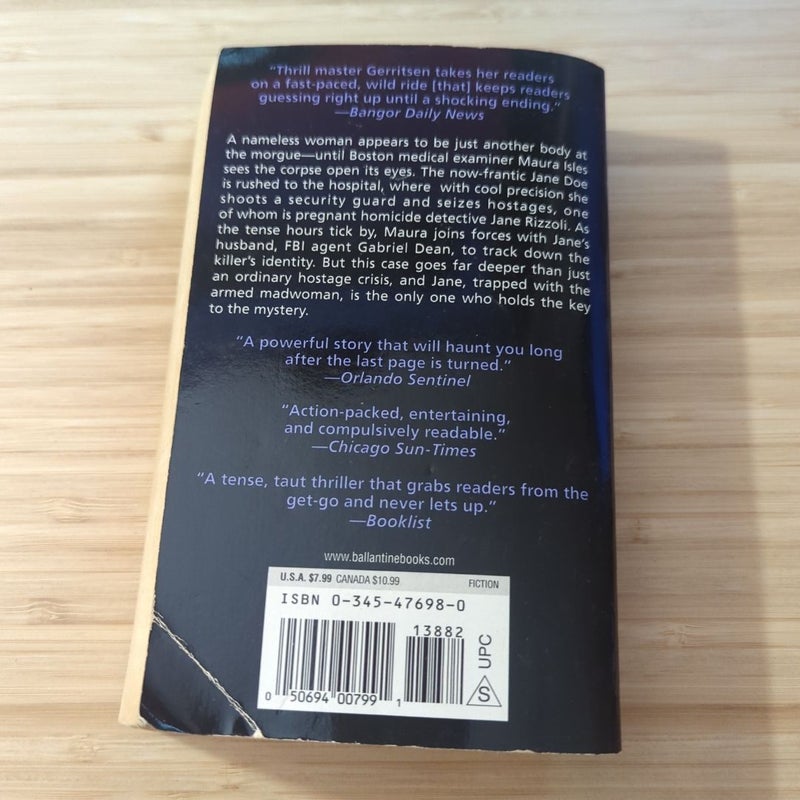 "Thrill master Gerritsen takes her readers
on a fast-paced, wild ride [that] keeps readers
guessing right up until a shocking ending."
—Bangor Daily News
A nameless woman appears to be just another body at
the morgue—until Boston medical examiner Maura Isles
sees the corpse open its eyes. The now-frantic Jane Doe
is rushed to the hospital, where with cool precision she
shoots a security guard and seizes hostages, one
of whom is pregnant homicide detective Jane Rizzoli. As
the tense hours tick by, Maura joins forces with Jane's
husband, FBI agent Gabriel Dean, to track down the
killer's identity. But this case goes far deeper than just
an ordinary hostage crisis, and Jane, trapped with the
armed madwoman, is the only one who holds the key
to the mystery.
"A powerful story that will haunt you long
after the last page is turned."
—Orlando Sentinel
"Action-packed, entertaining,
and compulsively readable."
—Chicago Sun-Times
"A tense, taut thriller that grabs readers from the
get-go and never lets up."
—Booklist
www.ballantinebooks.com
U.S.A. $7.99 CANADA $10.99 FICTION
ISBN 0-345-47698-0
13882
UPC
S
0 50694 00799 1